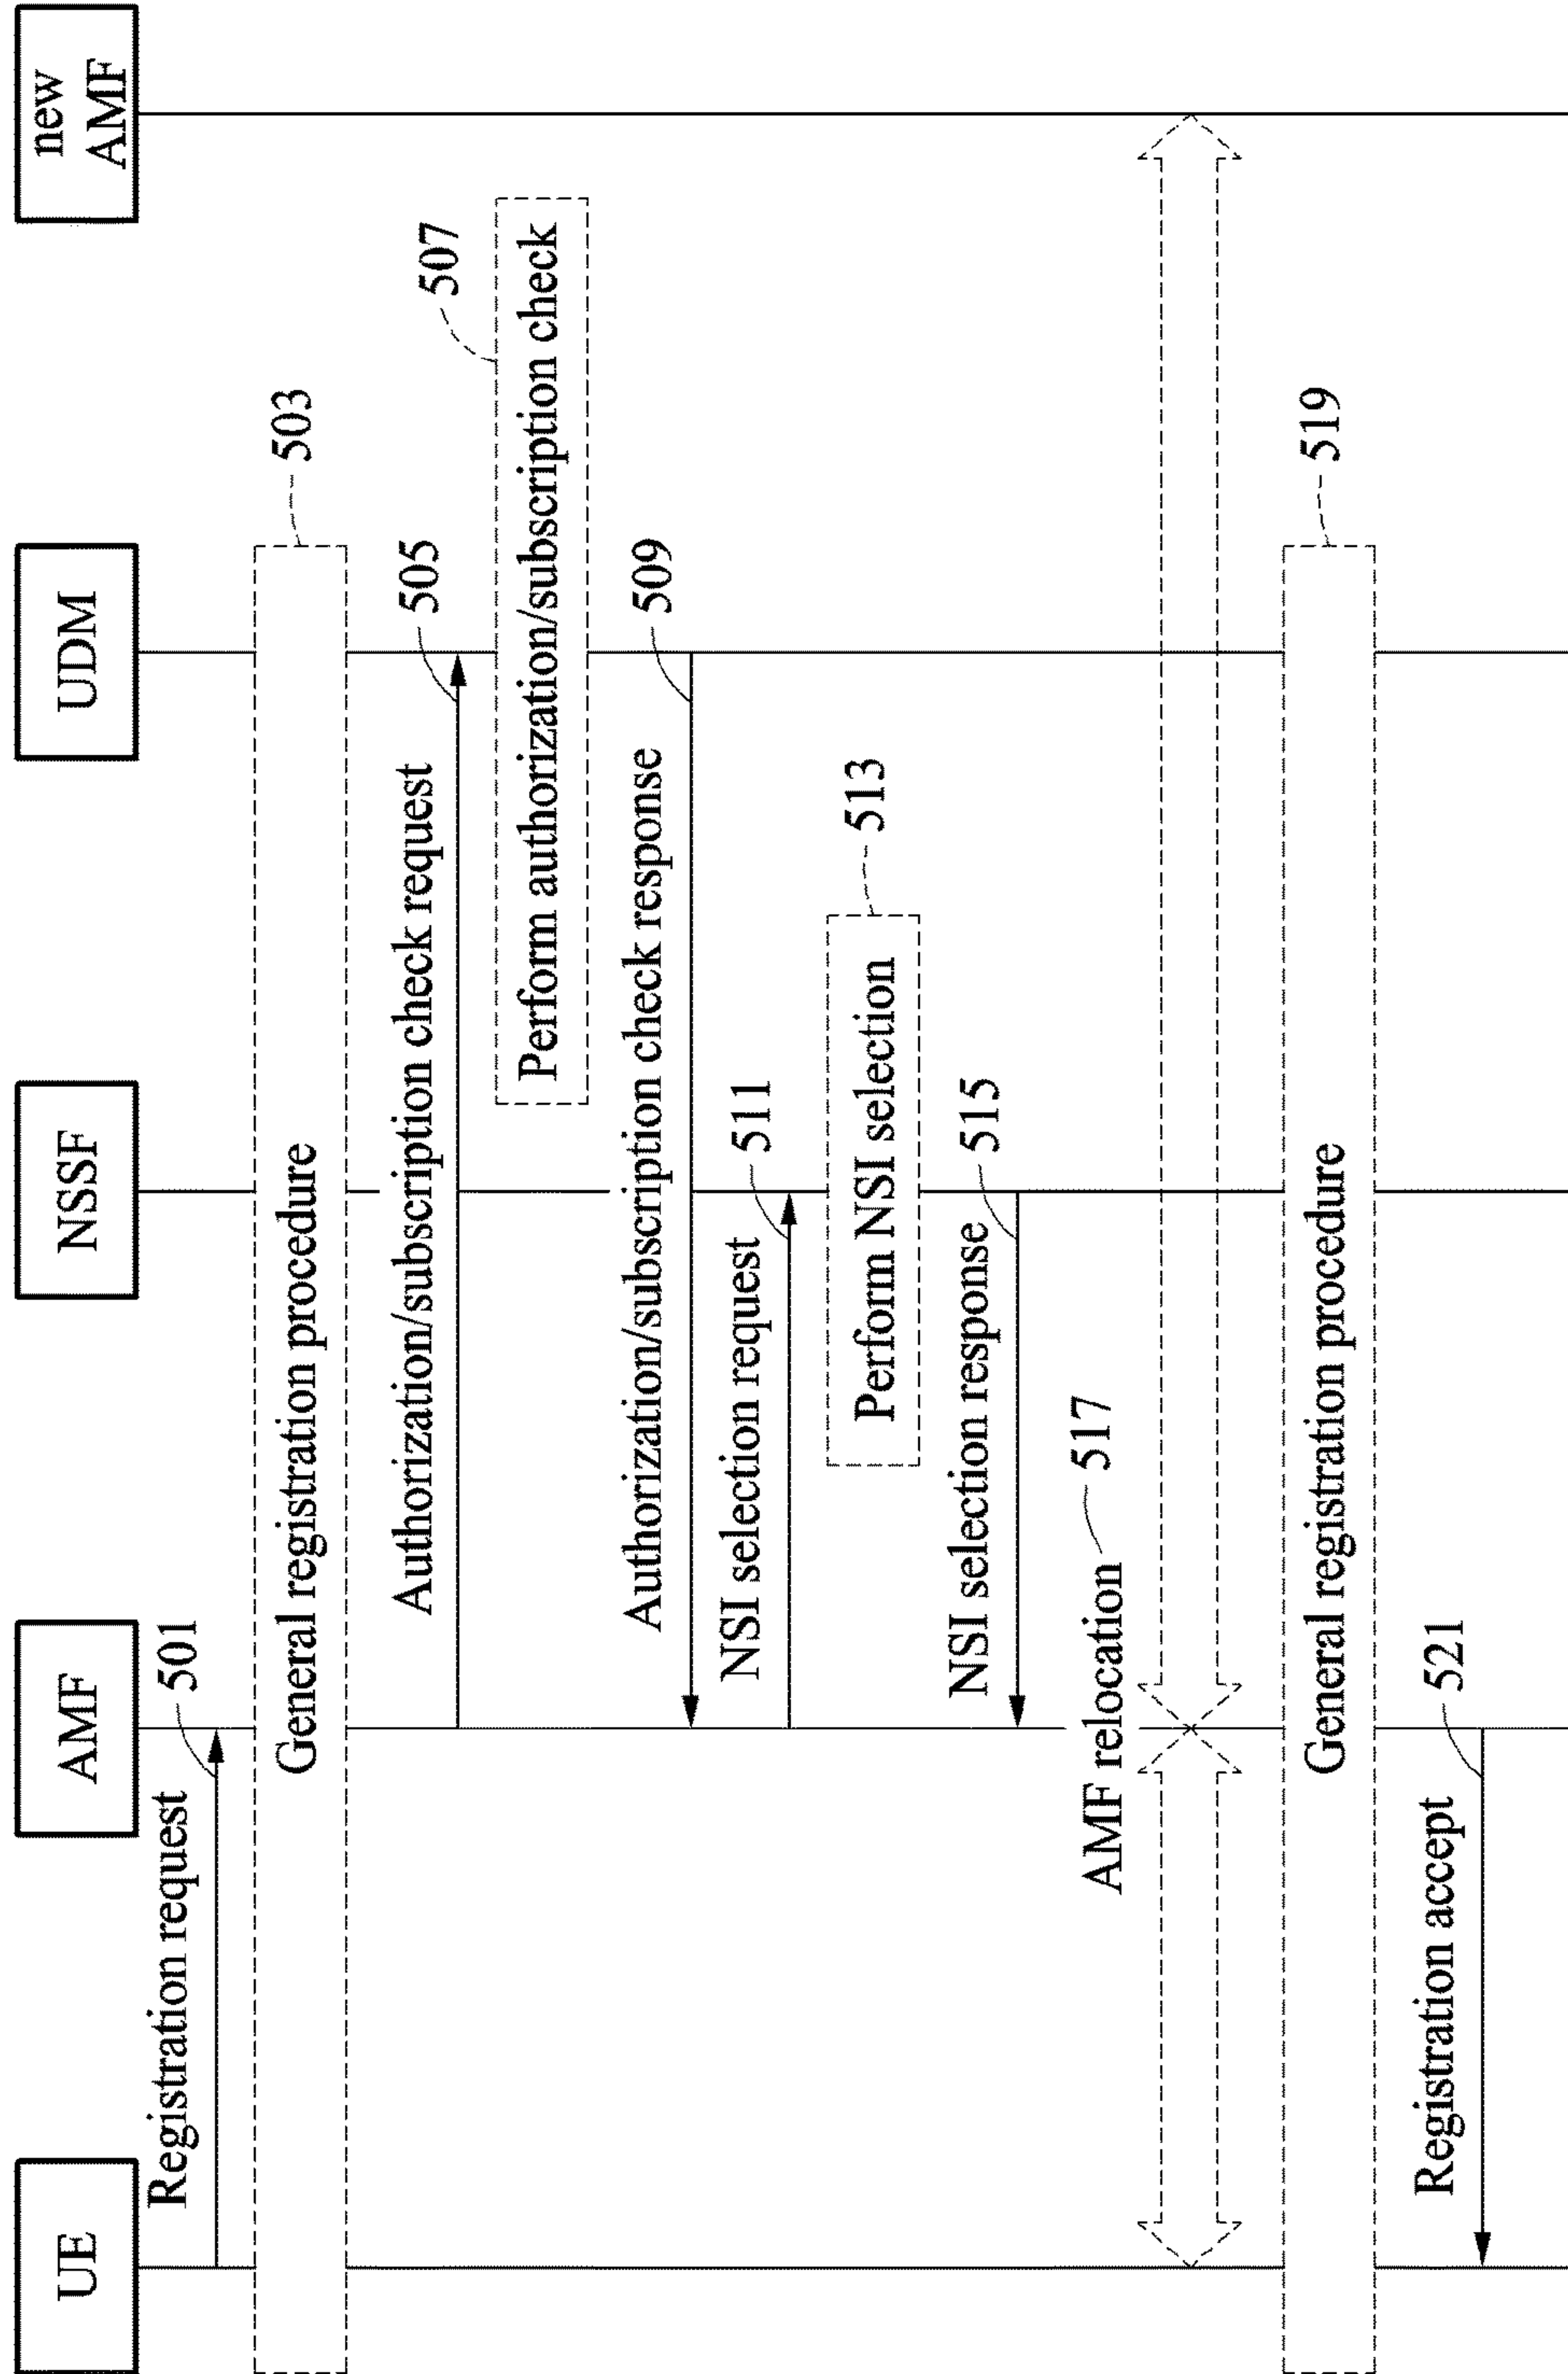 UE
AMF
NSSF
UDM
new
AMF
Registration request
501
General registration procedure
503
Authorization/subscription check request
505
Perform authorization/subscription check
507
Authorization/subscription check response
509
NSI selection request
511
Perform NSI selection
513
NSI selection response
515
AMF relocation
517
General registration procedure
519
Registration accept
521